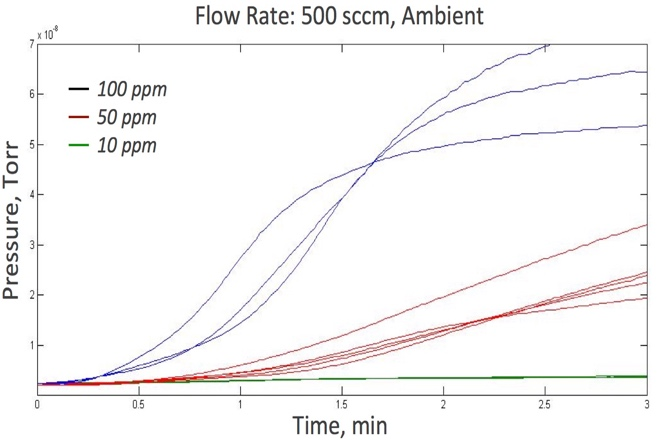 Flow Rate: 500 sccm, Ambient
7 x 10⁻⁸
6
5
4
3
2
1
100 ppm
50 ppm
10 ppm
Pressure, Torr
0 0.5 1 1.5 2 2.5 3
Time, min